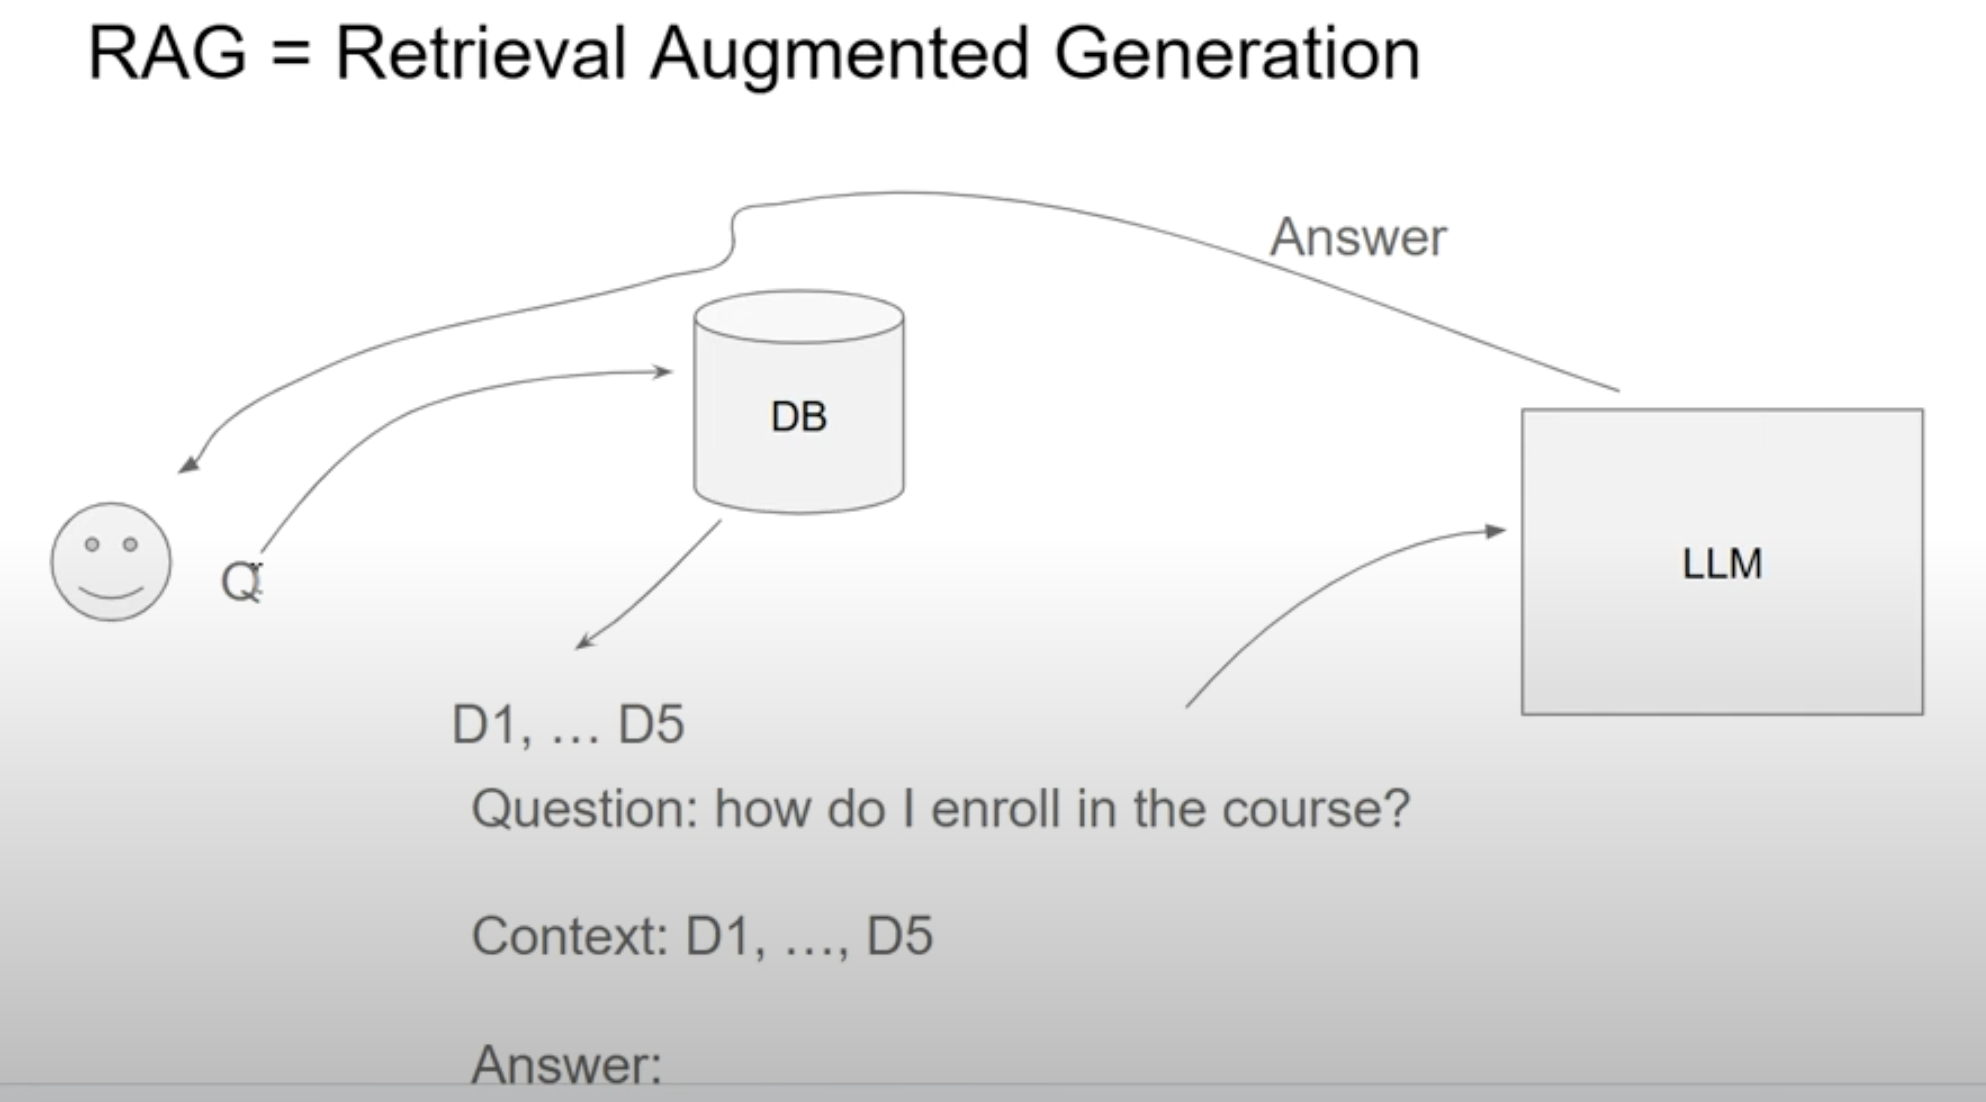 RAG = Retrieval Augmented Generation
Answer
DB
LLM
Q
D1, ... D5
Question: how do I enroll in the course?
Context: D1, ..., D5
Answer: